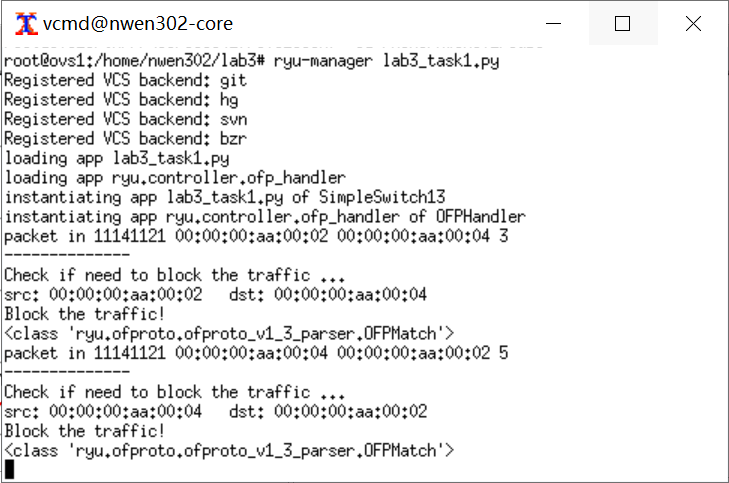 vcmd@nwen302-core
root@ovs1:/home/nwen302/lab3# ryu-manager lab3_task1.py
Registered VCS backend: git
Registered VCS backend: hg
Registered VCS backend: svn
Registered VCS backend: bzr
loading app lab3_task1.py
loading app ryu.controller.ofp_handler
instantiating app lab3_task1.py of SimpleSwitch13
instantiating app ryu.controller.ofp_handler of OFPHandler
packet in 11141121 00:00:00:aa:00:02 00:00:00:aa:00:04 3
--------------
Check if need to block the traffic ...
src: 00:00:00:aa:00:02   dst: 00:00:00:aa:00:04
Block the traffic!
<class 'ryu.ofproto.ofproto_v1_3_parser.OFPMatch'>
packet in 11141121 00:00:00:aa:00:04 00:00:00:aa:00:02 5
--------------
Check if need to block the traffic ...
src: 00:00:00:aa:00:04   dst: 00:00:00:aa:00:02
Block the traffic!
<class 'ryu.ofproto.ofproto_v1_3_parser.OFPMatch'>